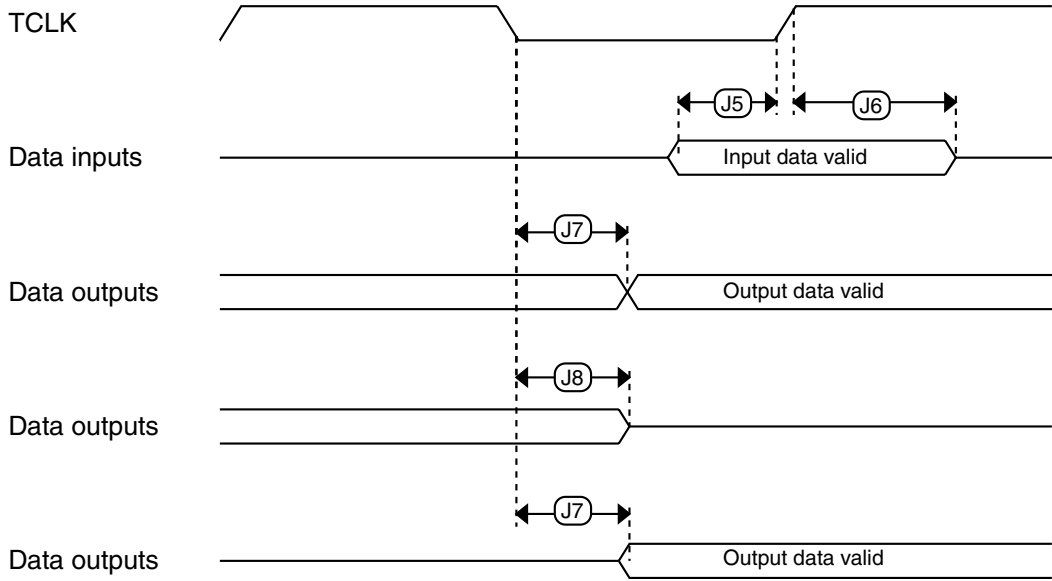 TCLK
J5
J6
Data inputs
Input data valid
J7
Data outputs
Output data valid
J8
Data outputs
J7
Data outputs
Output data valid